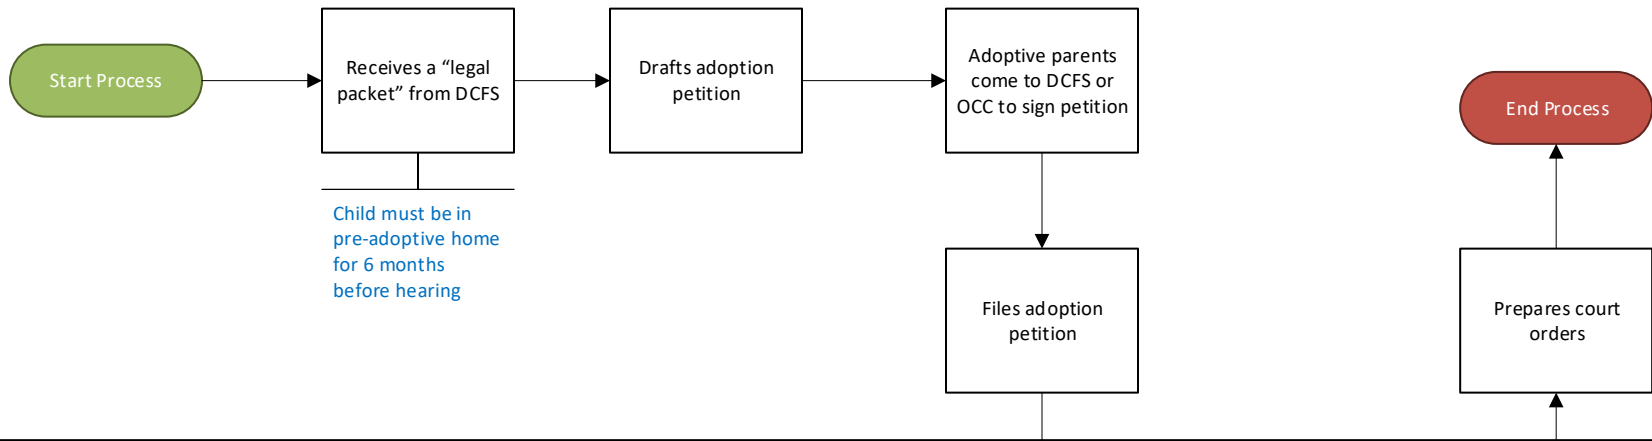 Start Process
Receives a “legal
packet” from DCFS
Drafts adoption
petition
Adoptive parents
come to DCFS or
OCC to sign petition
End Process
Child must be in
pre-adoptive home
for 6 months
before hearing
Files adoption
petition
Prepares court
orders